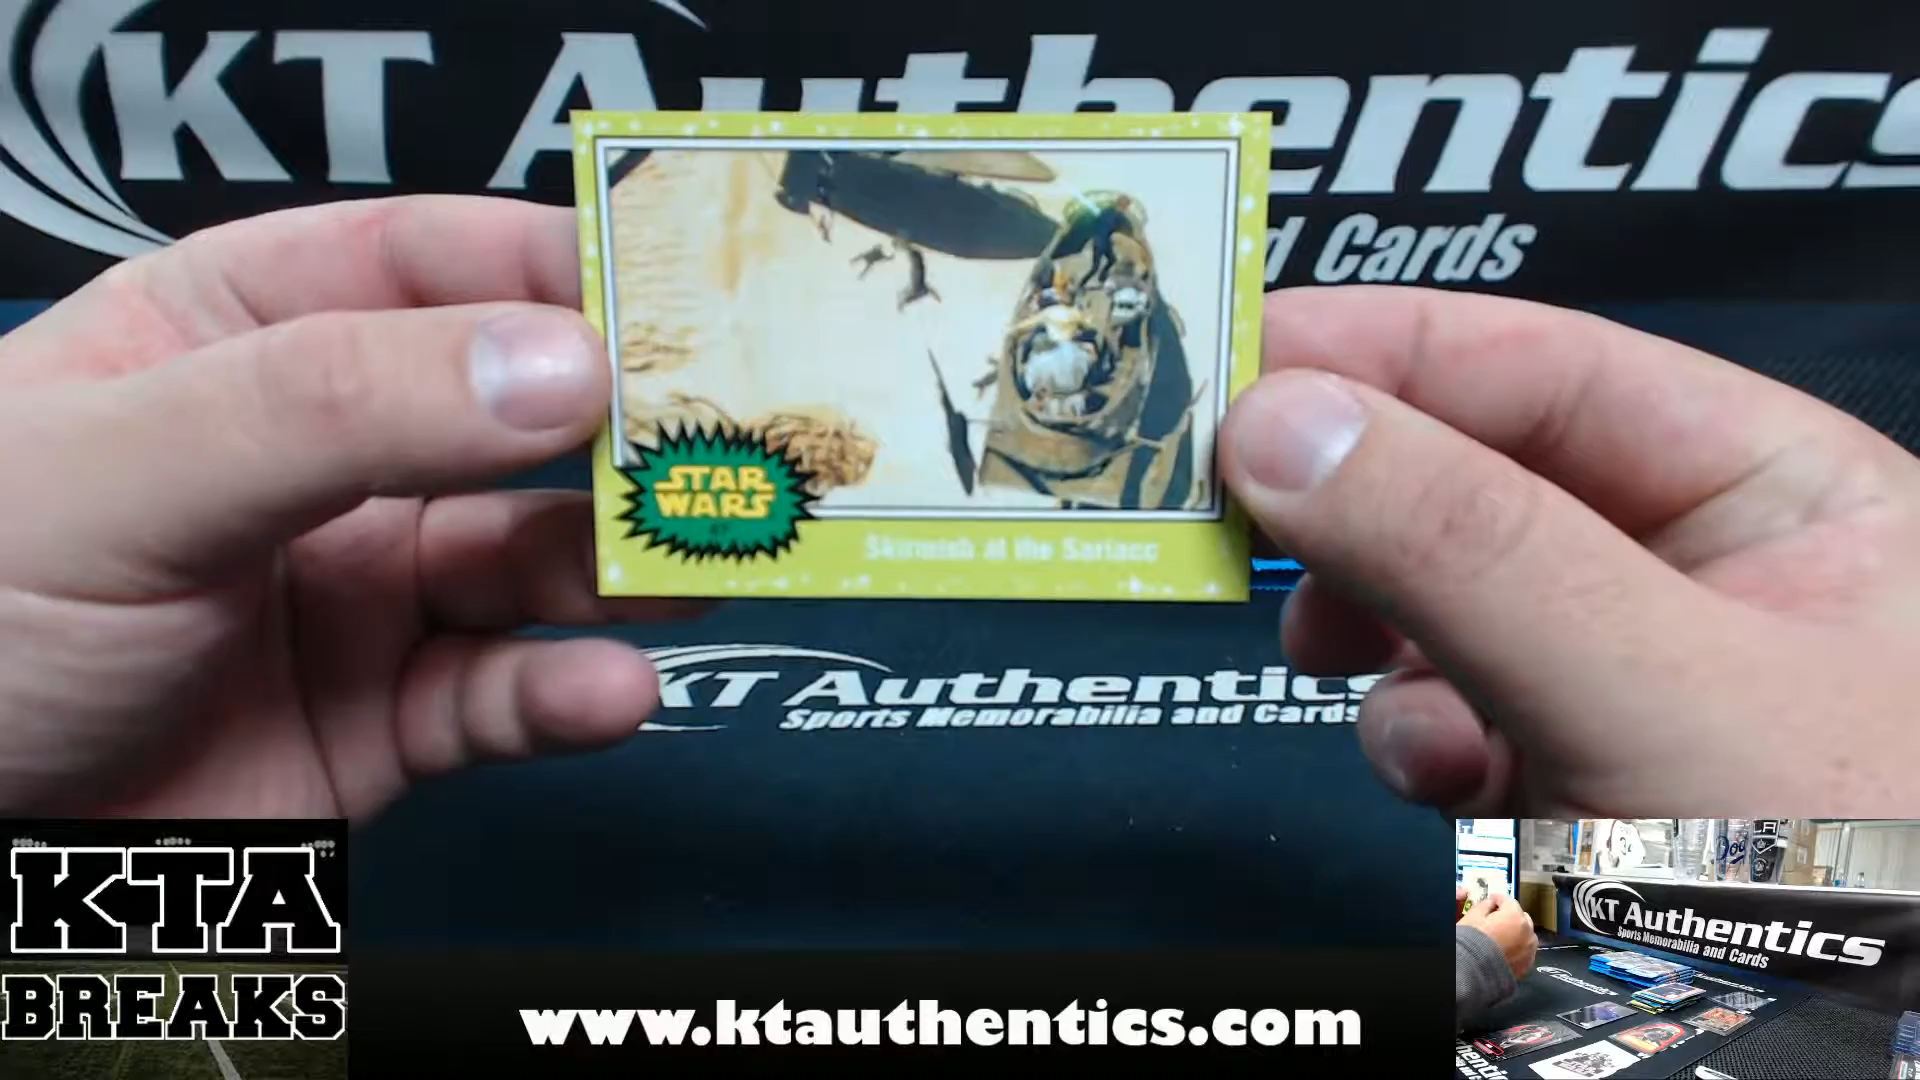 KT Authentics
d Cards
STAR
WARS
Skirmish at the Sarlacc
KT Authentics
Sports Memorabilia and Cards
KTA
BREAKS
www.ktauthentics.com
KT Authentics
Sports Memorabilia and Cards